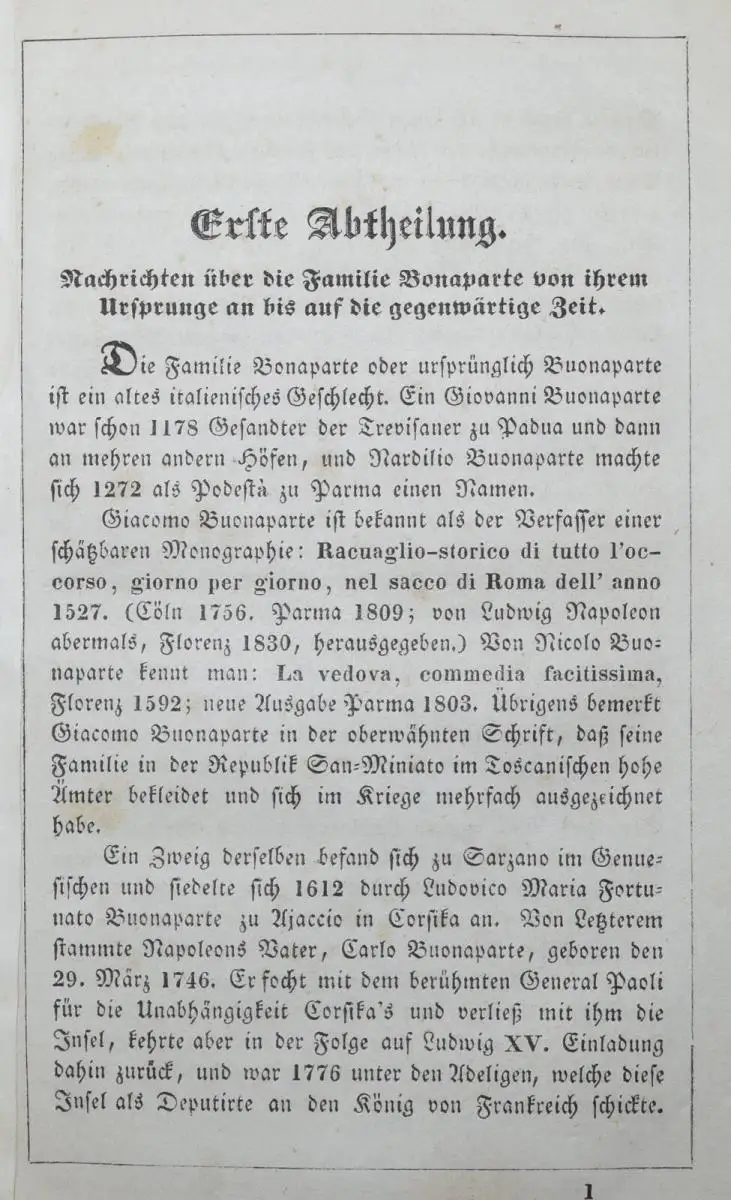 Erste Abtheilung.
Nachrichten über die Familie Bonaparte von ihrem
Ursprunge an bis auf die gegenwärtige Zeit.
Die Familie Bonaparte oder ursprünglich Buonaparte
ist ein altes italienisches Geschlecht. Ein Giovanni Buonaparte
war schon 1178 Gesandter der Trevisaner zu Padua und dann
an mehren andern Höfen, und Nardilio Buonaparte machte
sich 1272 als Podestà zu Parma einen Namen.
Giacomo Buonaparte ist bekannt als der Verfasser einer
schätzbaren Monographie: Racuaglio-storico di tutto l'oc-
corso, giorno per giorno, nel sacco di Roma dell' anno
1527. (Cöln 1756. Parma 1809; von Ludwig Napoleon
abermals, Florenz 1830, herausgegeben.) Von Nicolo Buo-
naparte kennt man: La vedova, commedia facitissima,
Florenz 1592; neue Ausgabe Parma 1803. Übrigens bemerkt
Giacomo Buonaparte in der oberwähnten Schrift, daß seine
Familie in der Republik San-Miniato im Toscanischen hohe
Ämter bekleidet und sich im Kriege mehrfach ausgezeichnet
habe.
Ein Zweig derselben befand sich zu Sarzano im Genue-
sischen und siedelte sich 1612 durch Ludovico Maria Fortu-
nato Buonaparte zu Ajaccio in Corsika an. Von Letzterem
stammte Napoleons Vater, Carlo Buonaparte, geboren den
29. März 1746. Er focht mit dem berühmten General Paoli
für die Unabhängigkeit Corsika's und verließ mit ihm die
Insel, kehrte aber in der Folge auf Ludwig XV. Einladung
dahin zurück, und war 1776 unter den Adeligen, welche diese
Insel als Deputirte an den König von Frankreich schickte.
1